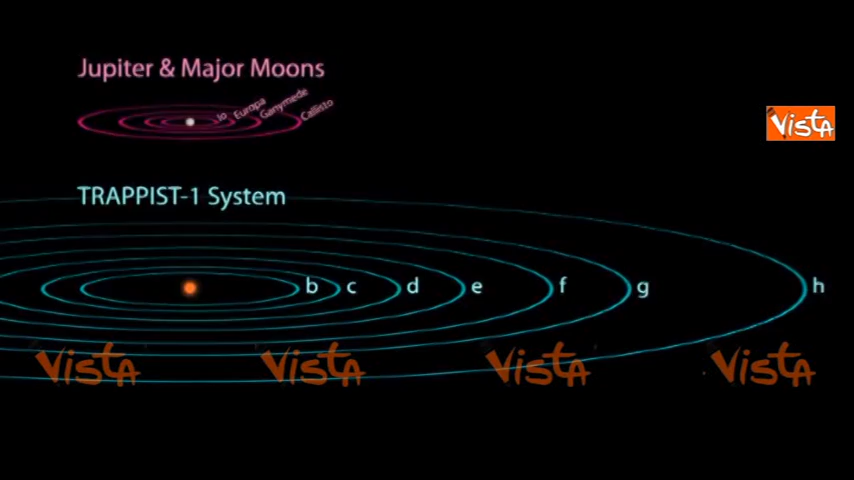 Jupiter & Major Moons
Io Europa Ganymede Callisto
Vista
TRAPPIST-1 System
b c d e f g h
Vista Vista Vista Vista